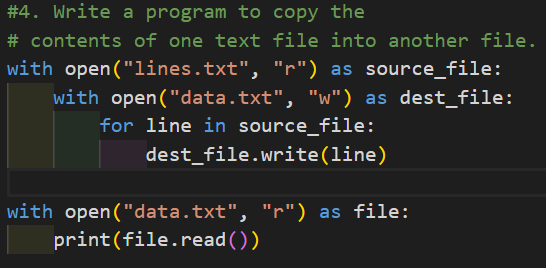 #4. Write a program to copy the
# contents of one text file into another file.
with open("lines.txt", "r") as source_file:
    with open("data.txt", "w") as dest_file:
        for line in source_file:
            dest_file.write(line)
with open("data.txt", "r") as file:
    print(file.read())